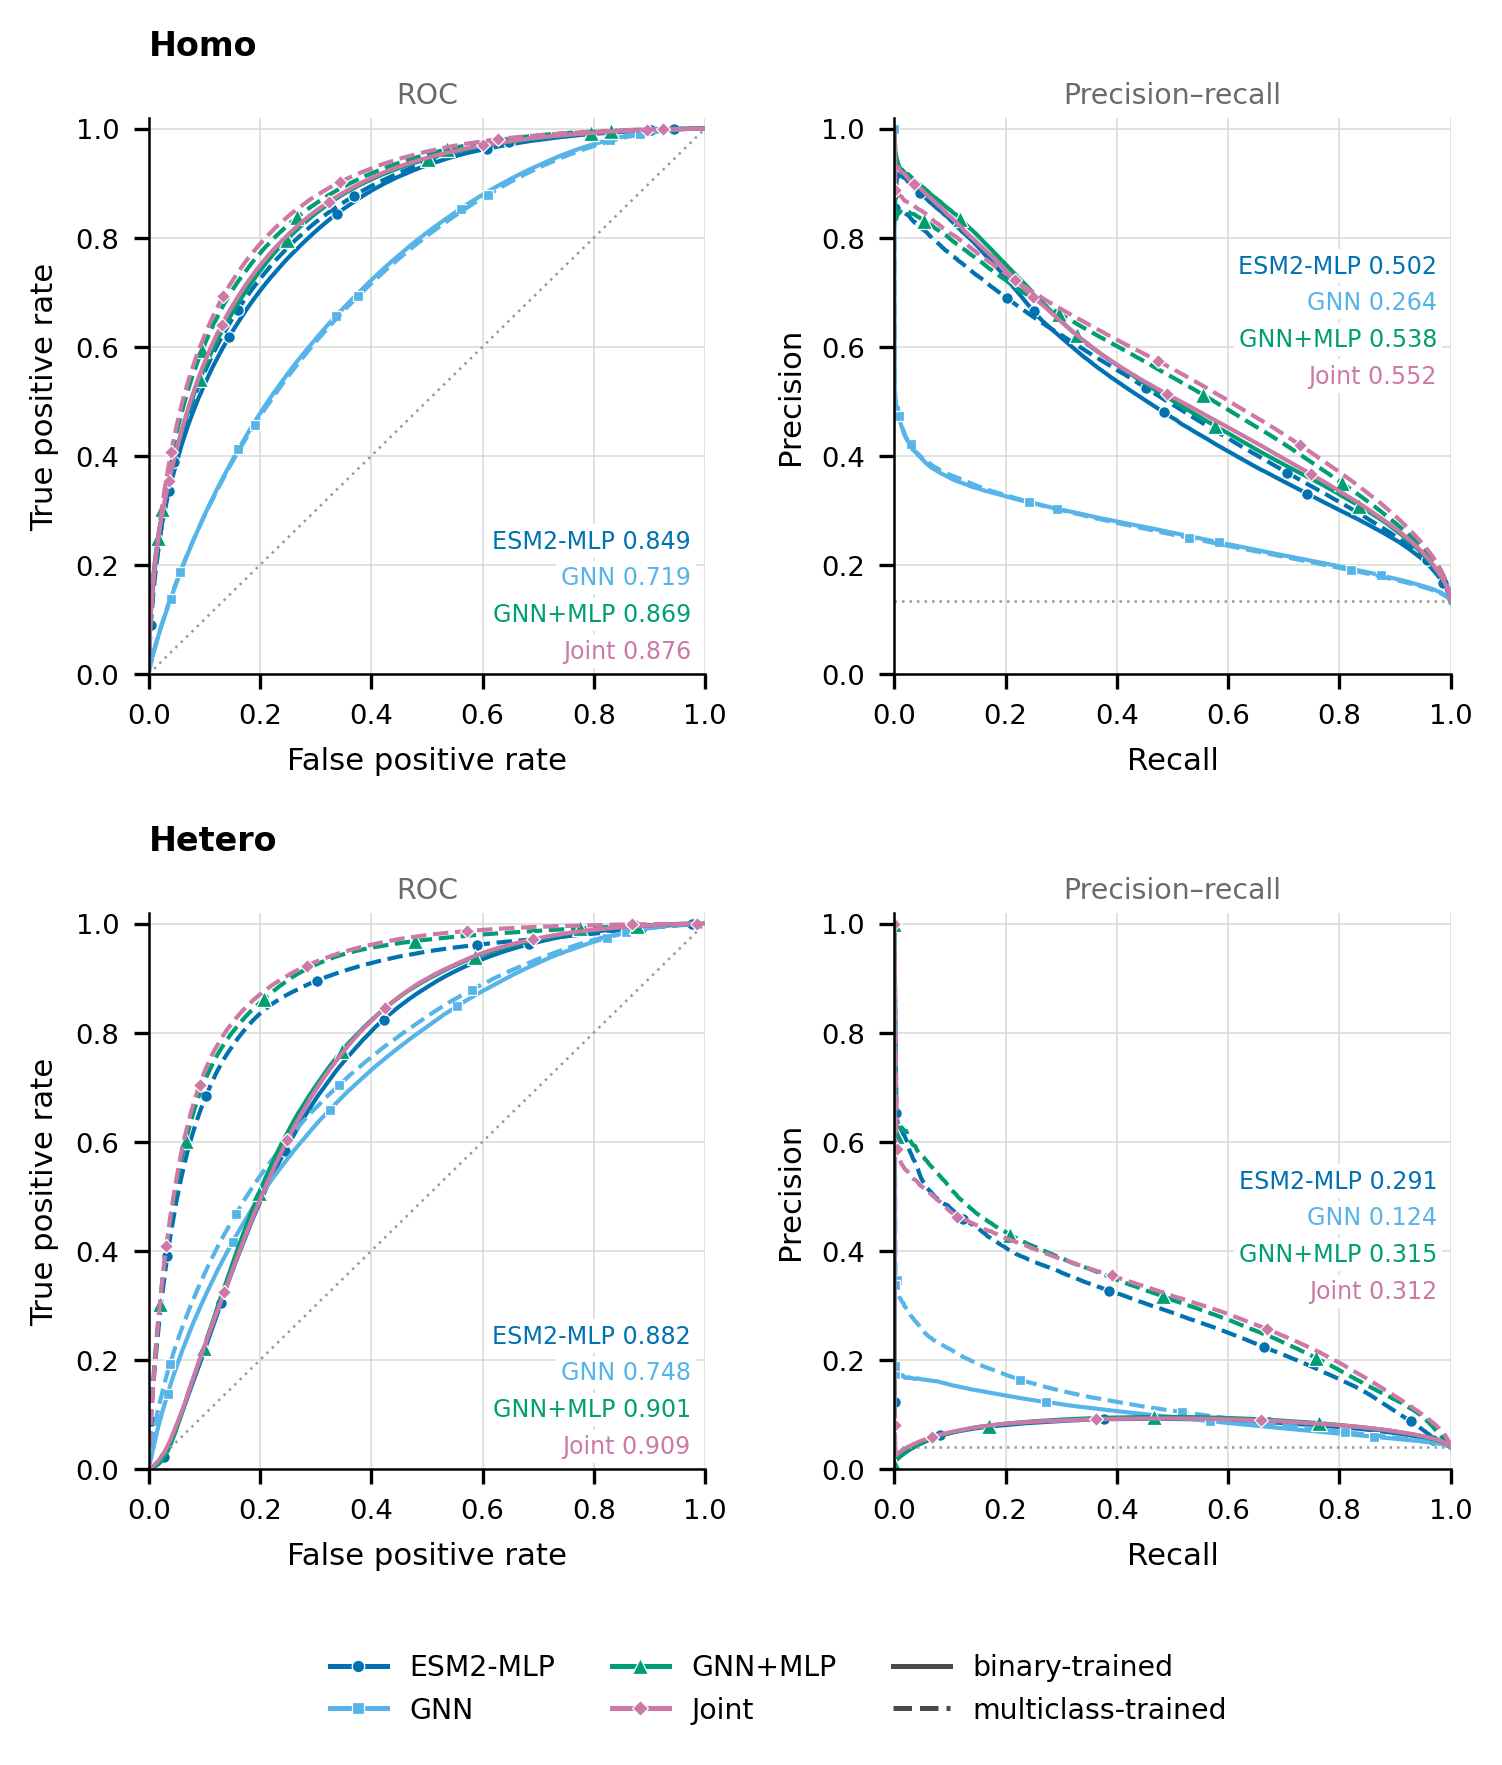 Homo
ROC
Precision–recall
1.0
0.8
0.6
0.4
0.2
0.0
True positive rate
ESM2-MLP 0.849
GNN 0.719
GNN+MLP 0.869
Joint 0.876
0.0 0.2 0.4 0.6 0.8 1.0
False positive rate
1.0
0.8
0.6
0.4
0.2
0.0
Precision
ESM2-MLP 0.502
GNN 0.264
GNN+MLP 0.538
Joint 0.552
0.0 0.2 0.4 0.6 0.8 1.0
Recall
Hetero
ROC
Precision–recall
1.0
0.8
0.6
0.4
0.2
0.0
True positive rate
ESM2-MLP 0.882
GNN 0.748
GNN+MLP 0.901
Joint 0.909
0.0 0.2 0.4 0.6 0.8 1.0
False positive rate
1.0
0.8
0.6
0.4
0.2
0.0
Precision
ESM2-MLP 0.291
GNN 0.124
GNN+MLP 0.315
Joint 0.312
0.0 0.2 0.4 0.6 0.8 1.0
Recall
ESM2-MLP GNN+MLP binary-trained
GNN Joint multiclass-trained